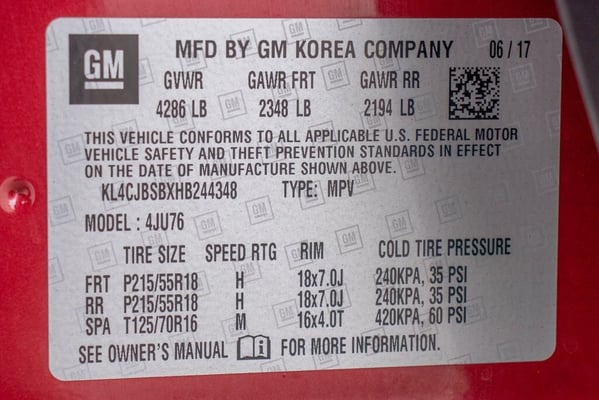 GM MFD BY GM KOREA COMPANY 06/17
GVWR GAWR FRT GAWR RR
4286 LB 2348 LB 2194 LB
THIS VEHICLE CONFORMS TO ALL APPLICABLE U.S. FEDERAL MOTOR
VEHICLE SAFETY AND THEFT PREVENTION STANDARDS IN EFFECT
ON THE DATE OF MANUFACTURE SHOWN ABOVE.
KL4CJBSBXHB244348 TYPE: MPV
MODEL: 4JU76
TIRE SIZE SPEED RTG RIM COLD TIRE PRESSURE
FRT P215/55R18 H 18x7.0J 240KPA, 35 PSI
RR P215/55R18 H 18x7.0J 240KPA, 35 PSI
SPA T125/70R16 M 16x4.0T 420KPA, 60 PSI
SEE OWNER'S MANUAL FOR MORE INFORMATION.